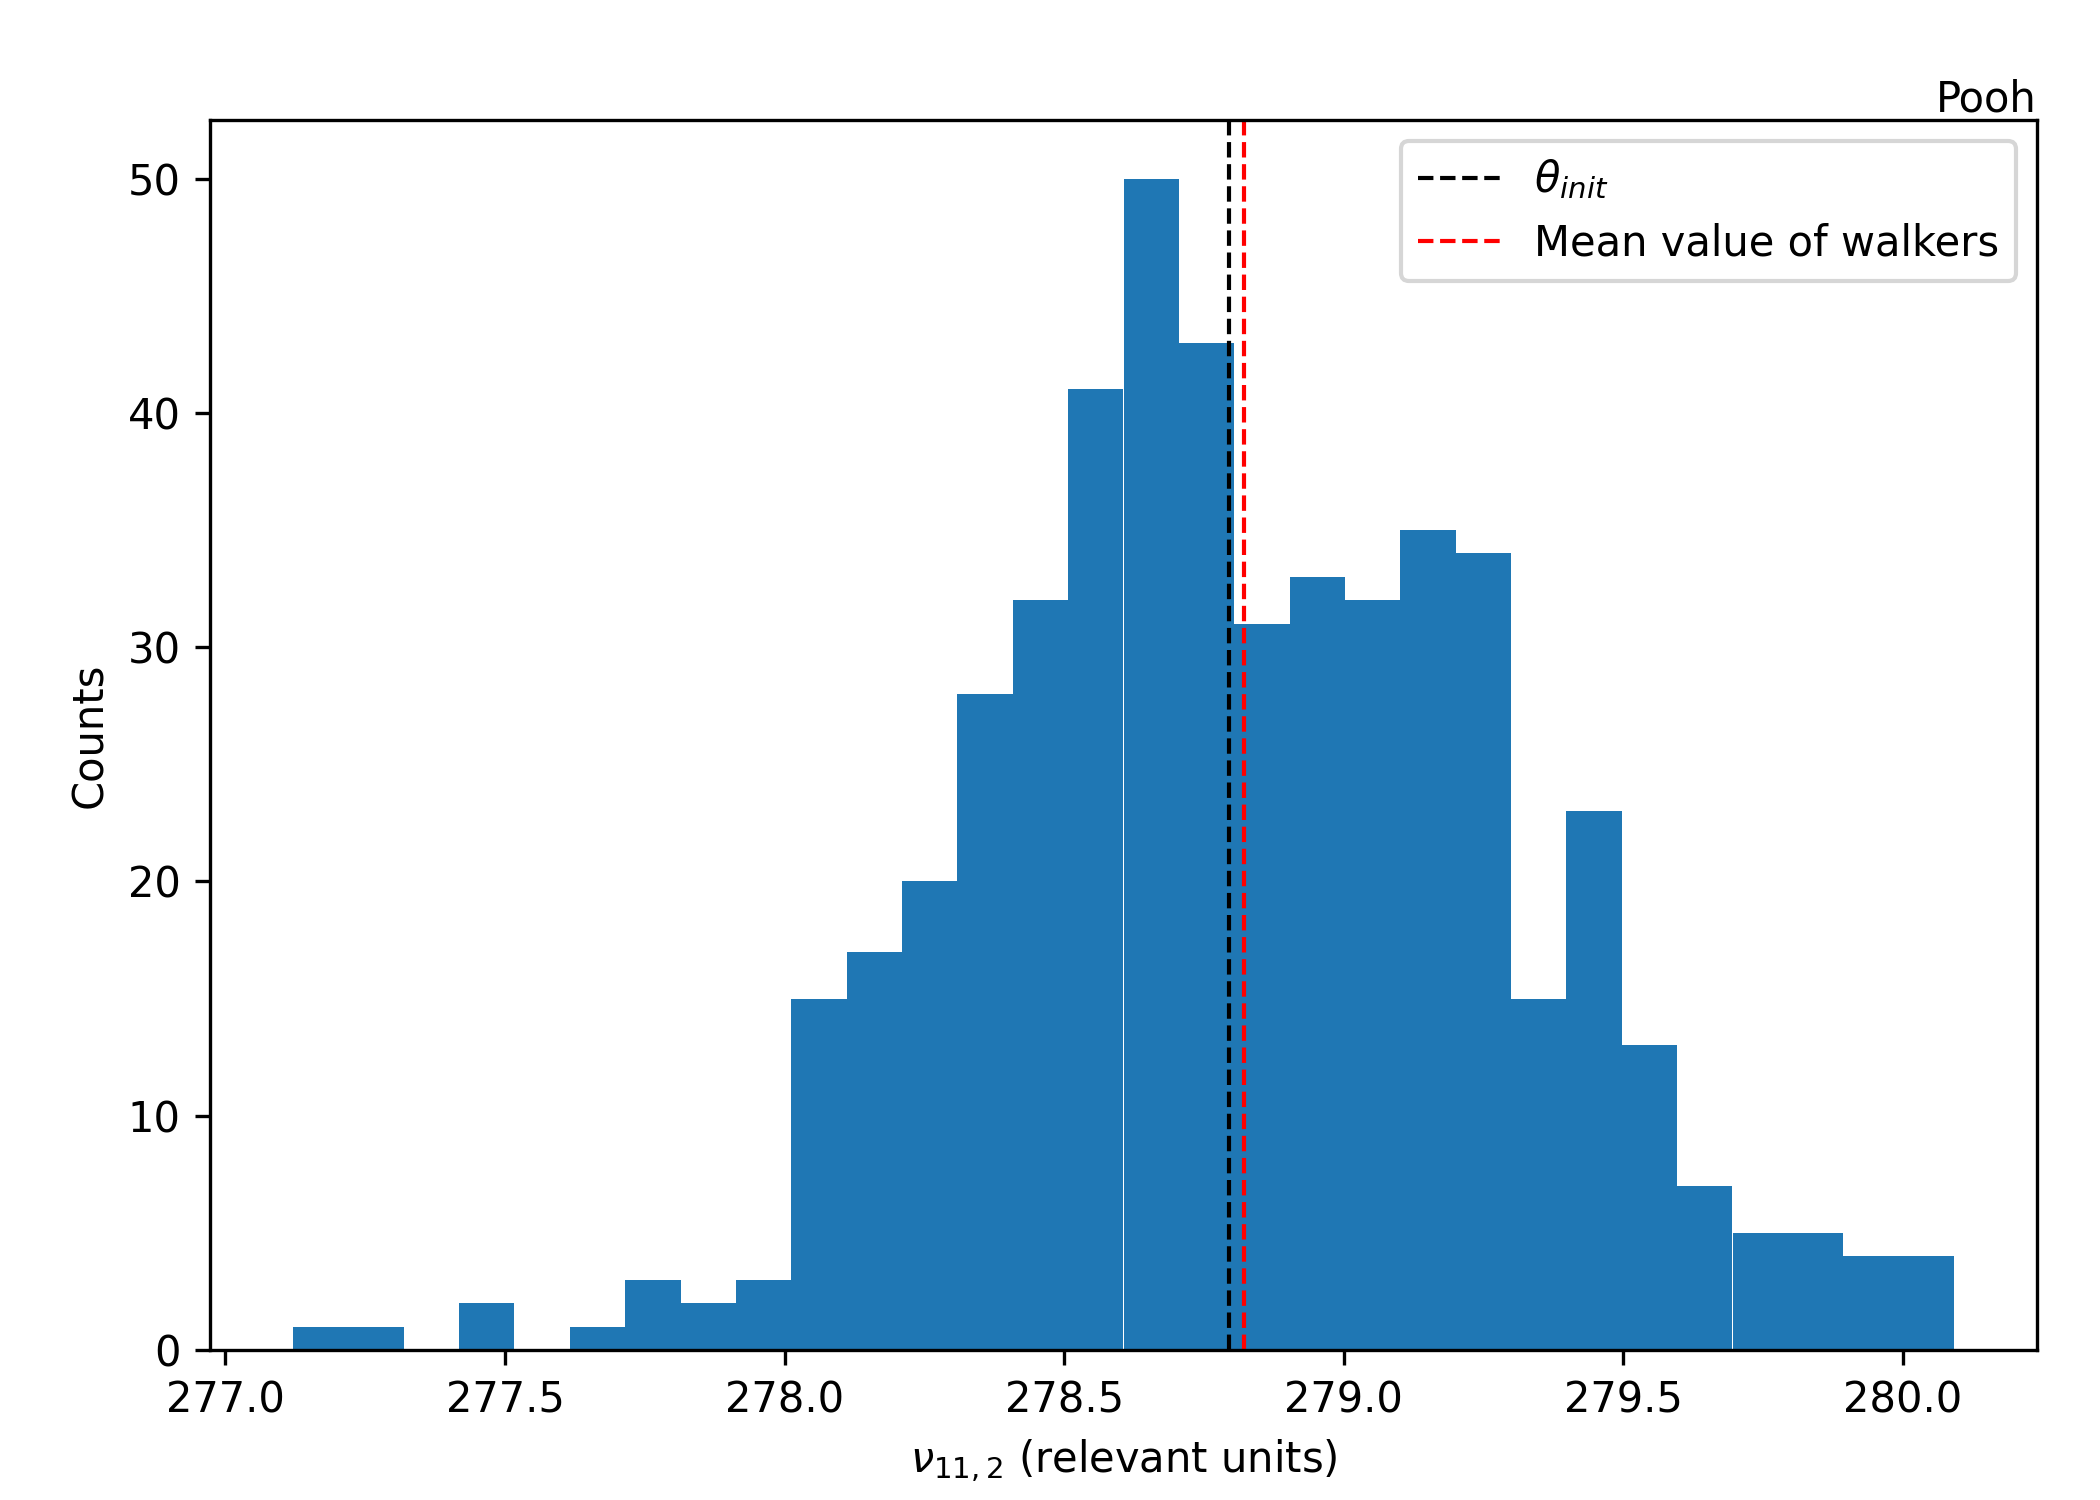 Pooh
θinit
Mean value of walkers
50
40
30
20
10
0
Counts
277.0 277.5 278.0 278.5 279.0 279.5 280.0
ν11, 2 (relevant units)